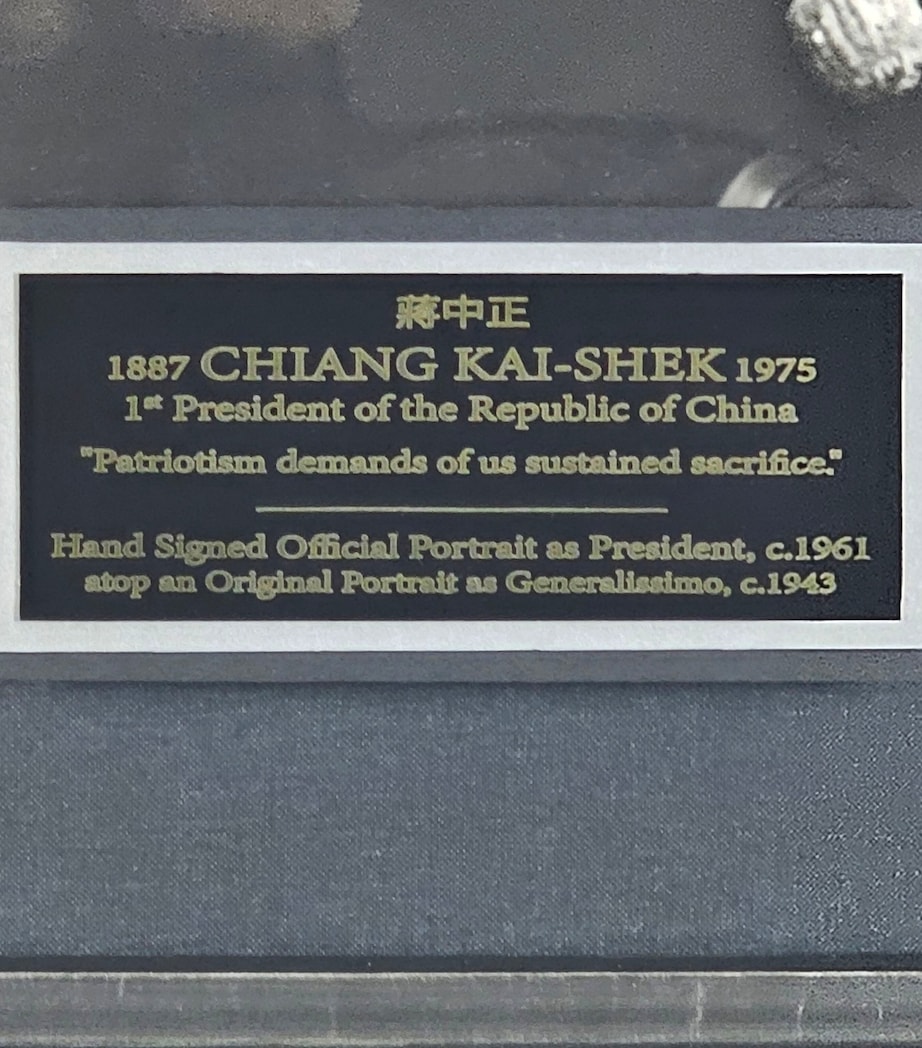 蔣中正
1887 CHIANG KAI-SHEK 1975
1st President of the Republic of China
"Patriotism demands of us sustained sacrifice."
Hand Signed Official Portrait as President, c.1961
atop an Original Portrait as Generalissimo, c.1943